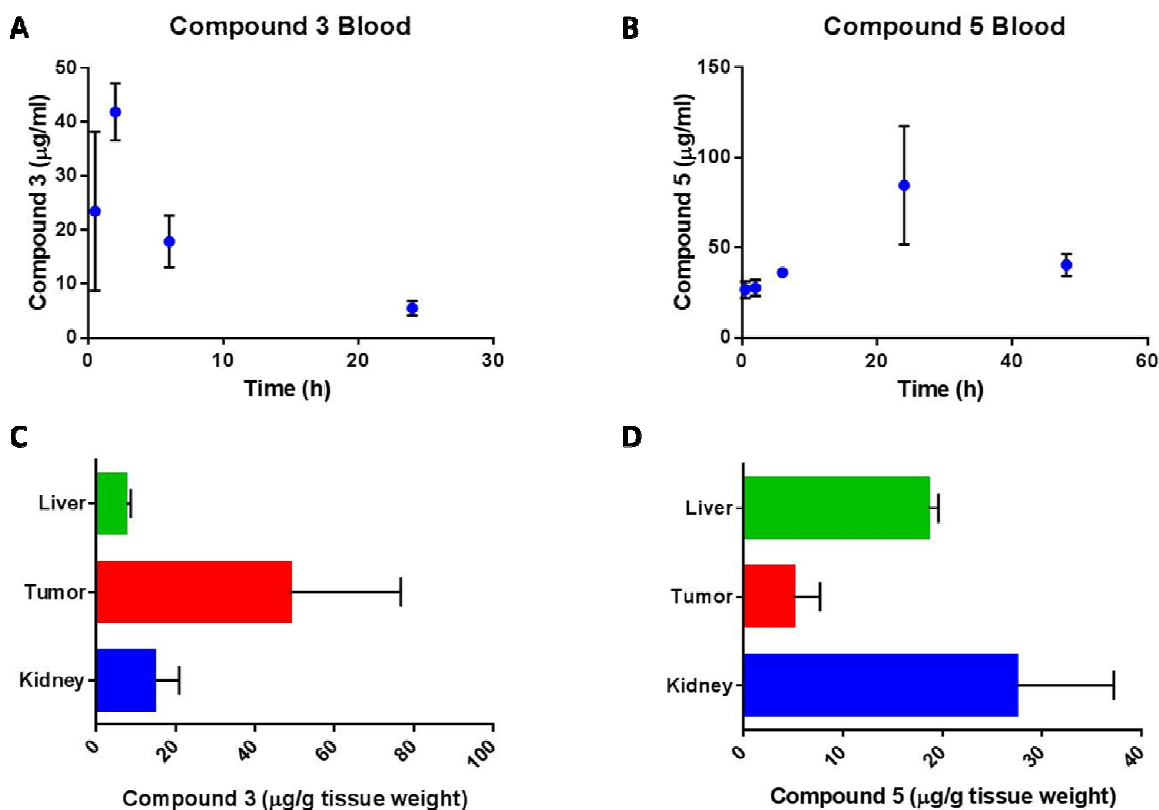 A
Compound 3 Blood
Compound 3 (µg/ml)
50
40
30
20
10
0
0 10 20 30
Time (h)
B
Compound 5 Blood
Compound 5 (µg/ml)
150
100
50
0
0 20 40 60
Time (h)
C
Liver
Tumor
Kidney
0 20 40 60 80 100
Compound 3 (µg/g tissue weight)
D
Liver
Tumor
Kidney
0 10 20 30 40
Compound 5 (µg/g tissue weight)